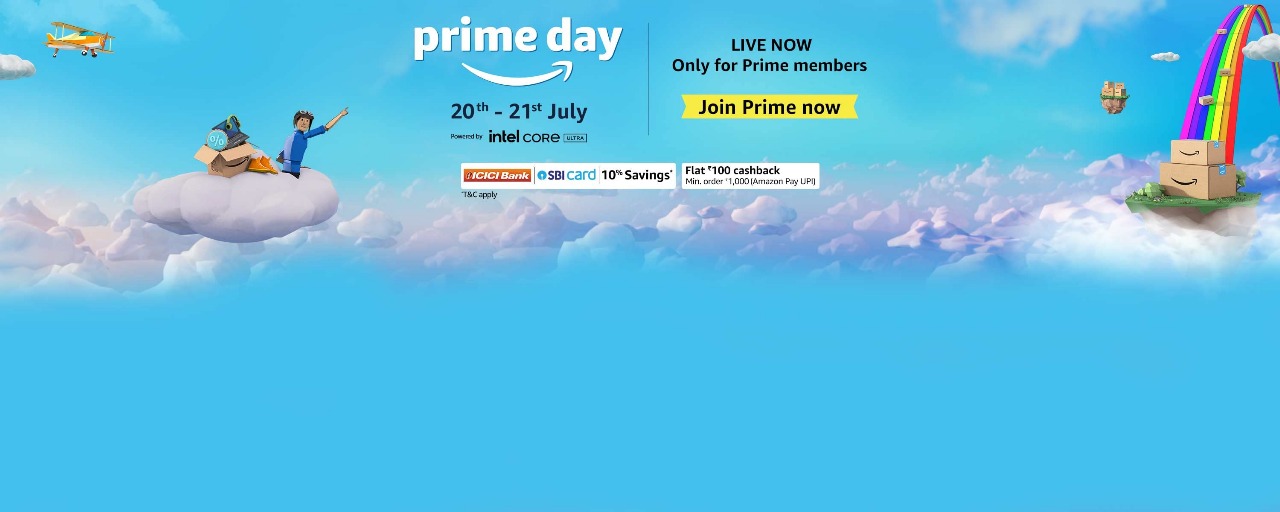 prime day
20th - 21st July
Powered by intel CORE ULTRA
LIVE NOW
Only for Prime members
Join Prime now
ICICI Bank SBI card 10% Savings*
*T&C apply
Flat ₹100 cashback
Min. order ₹1,000 (Amazon Pay UPI)
%